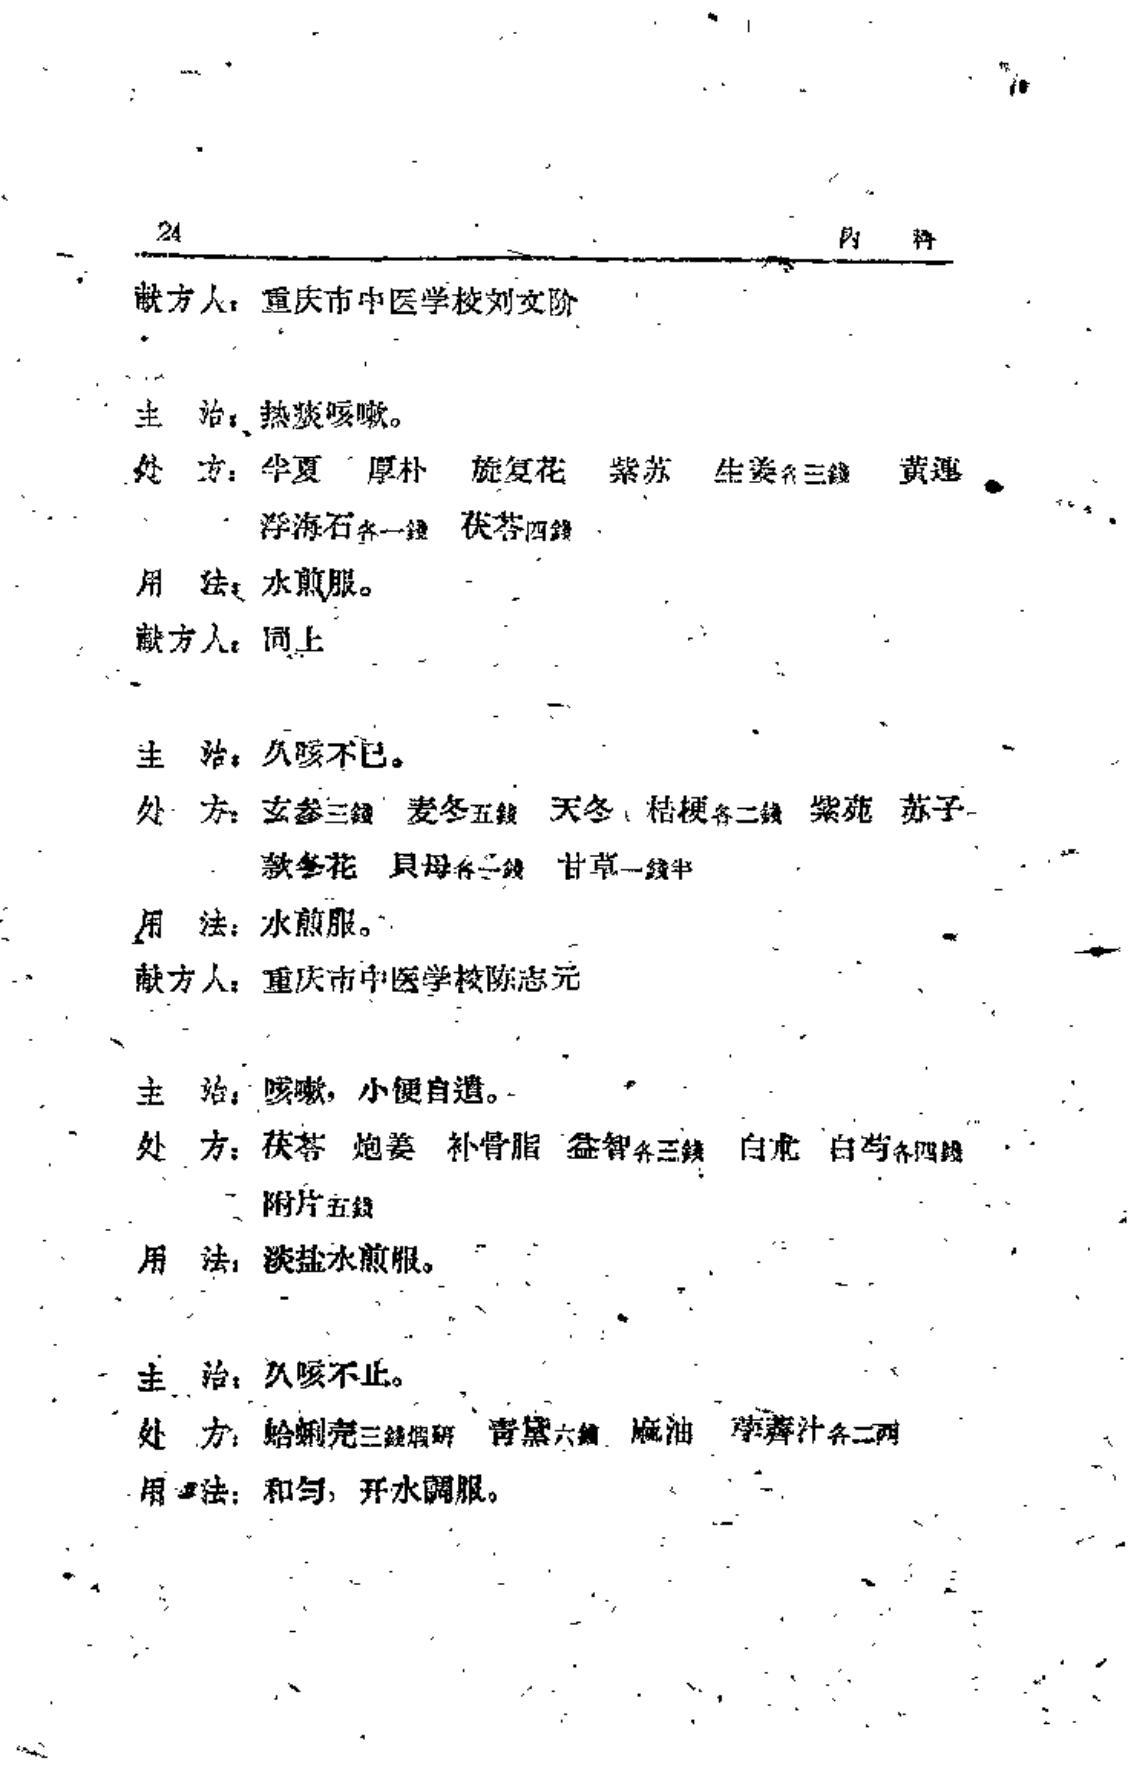 24 内 科
献方人：重庆市中医学校刘文阶
主 治：热痰咳嗽。
处 方：半夏 厚朴 旋复花 紫苏 生姜各三錢 黄連
浮海石各一錢 茯苓四錢
用 法：水煎服。
献方人：同上
主 治：久咳不已。
处 方：玄参三錢 麦冬五錢 天冬 桔梗各二錢 紫苑 苏子
款冬花 貝母各三錢 甘草一錢半
用 法：水煎服。
献方人：重庆市中医学校陈志元
主 治：咳嗽，小便自遺。
处 方：茯苓 炮姜 补骨脂 益智各三錢 白朮 白芍各四錢
附片五錢
用 法：淡盐水煎服。
主 治：久咳不止。
处 方：蛤蜊壳三錢煅研 青黛六錢 麻油 荸薺汁各二两
用 法：和匀，开水調服。